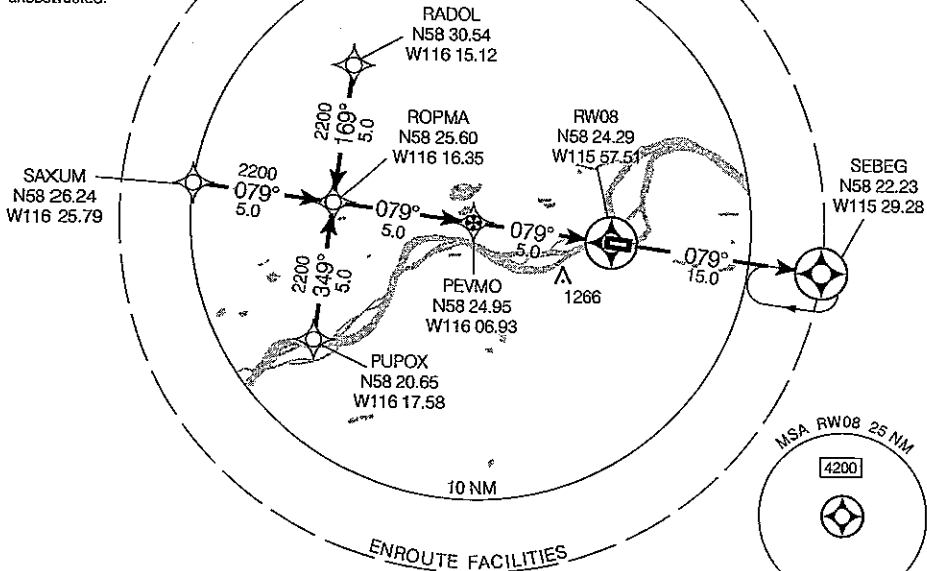 RADOL
N58 30.54
W116 15.12
2200
169°
5.0
ROPMA
N58 25.60
W116 16.35
RW08
N58 24.29
W115 57.51
SAXUM
N58 26.24
W116 25.79
2200
079°
5.0
079°
5.0
079°
5.0
079°
15.0
SEBEG
N58 22.23
W115 29.28
2200
349°
5.0
PEVMO
N58 24.95
W116 06.93
1266
PUPOX
N58 20.65
W116 17.58
10 NM
ENROUTE FACILITIES
MSA RW08 25 NM
4200